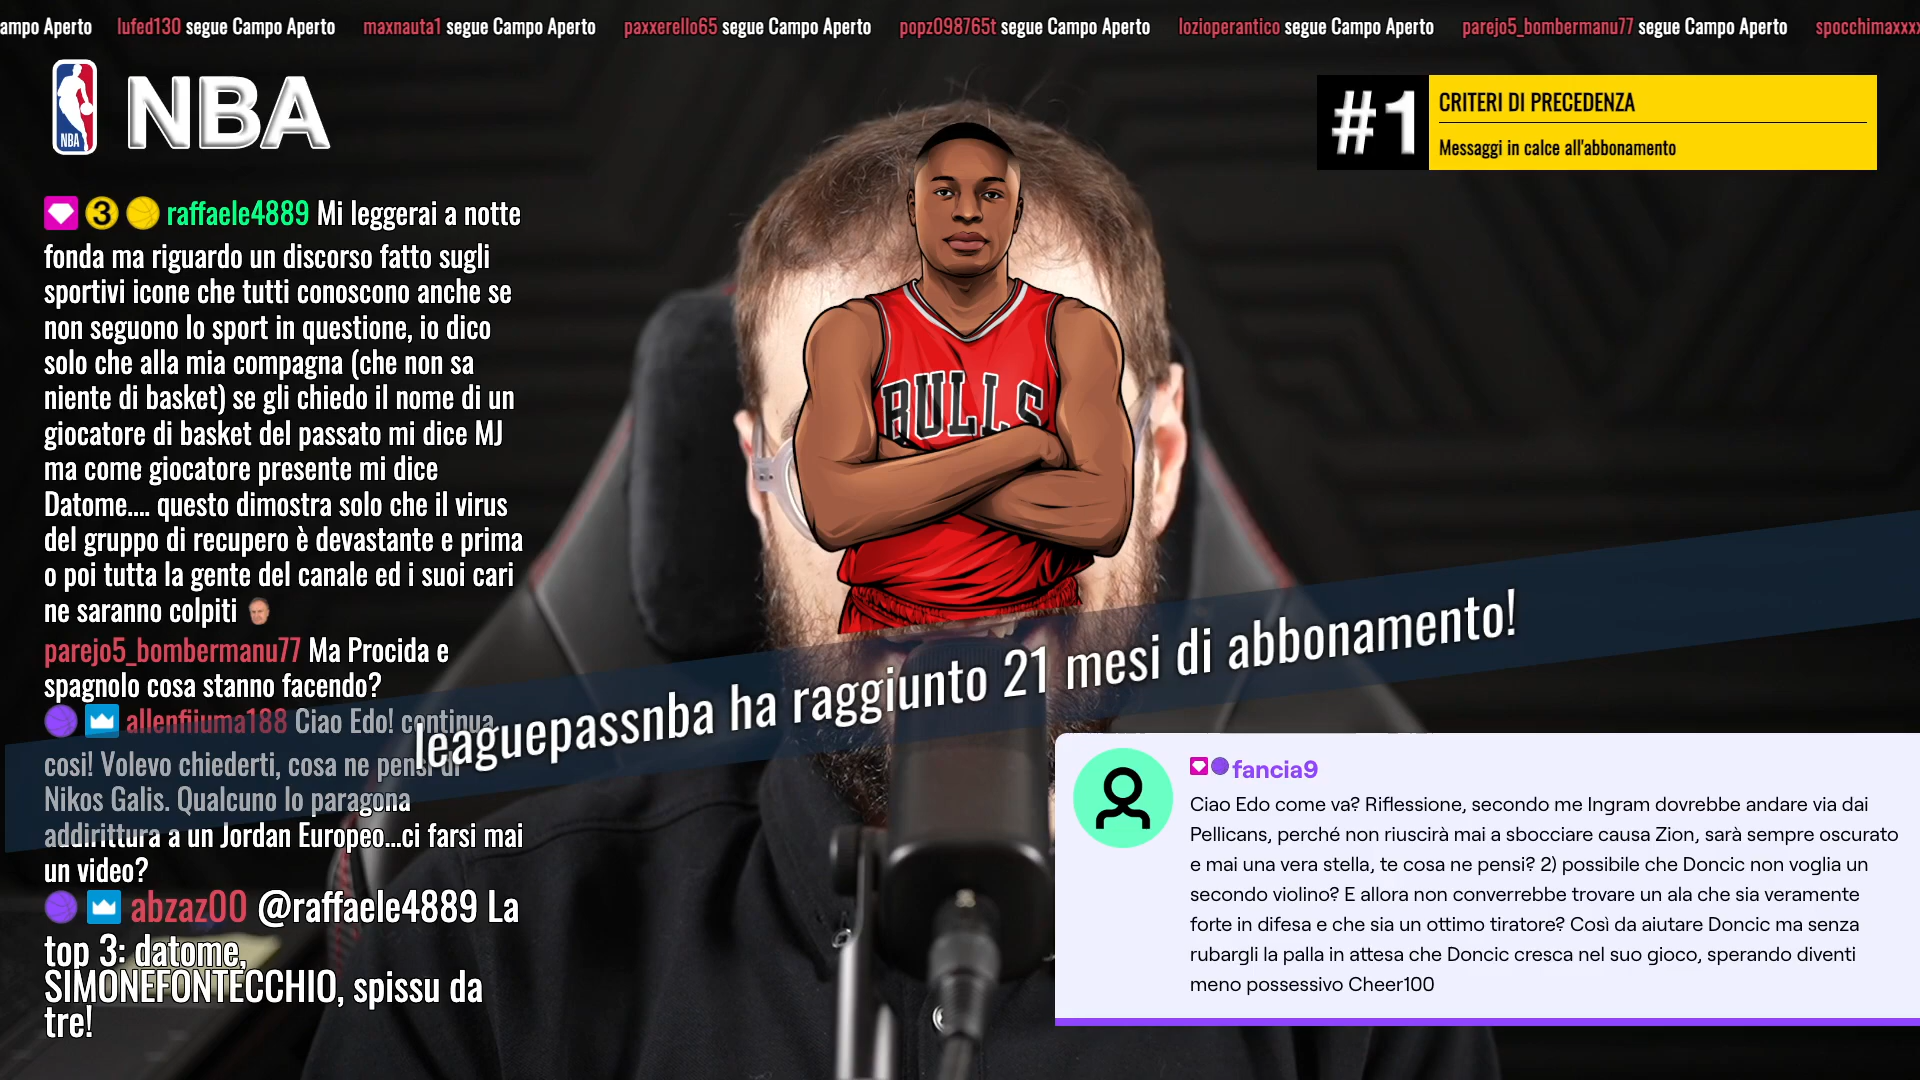 ampo Aperto lufed130 segue Campo Aperto maxnauta1 segue Campo Aperto paxxerello65 segue Campo Aperto popz098765t segue Campo Aperto lozioperantico segue Campo Aperto parejo5_bombermanu77 segue Campo Aperto spocchimaxxx
NBA
NBA
#1
CRITERI DI PRECEDENZA
Messaggi in calce all'abbonamento
3 raffaele4889 Mi leggerai a notte
fonda ma riguardo un discorso fatto sugli
sportivi icone che tutti conoscono anche se
non seguono lo sport in questione, io dico
solo che alla mia compagna (che non sa
niente di basket) se gli chiedo il nome di un
giocatore di basket del passato mi dice MJ
ma come giocatore presente mi dice
Datome.... questo dimostra solo che il virus
del gruppo di recupero è devastante e prima
o poi tutta la gente del canale ed i suoi cari
ne saranno colpiti
parejo5_bombermanu77 Ma Procida e
spagnolo cosa stanno facendo?
allenfiiuma188 Ciao Edo! continua
cosi! Volevo chiederti, cosa ne pensi di
Nikos Galis. Qualcuno lo paragona
addirittura a un Jordan Europeo...ci farsi mai
un video?
abzaz00 @raffaele4889 La
top 3: datome,
SIMONEFONTECCHIO, spissu da
tre!
BULLS
leaguepassnba ha raggiunto 21 mesi di abbonamento!
fancia9
Ciao Edo come va? Riflessione, secondo me Ingram dovrebbe andare via dai
Pellicans, perché non riuscirà mai a sbocciare causa Zion, sarà sempre oscurato
e mai una vera stella, te cosa ne pensi? 2) possibile che Doncic non voglia un
secondo violino? E allora non converrebbe trovare un ala che sia veramente
forte in difesa e che sia un ottimo tiratore? Così da aiutare Doncic ma senza
rubargli la palla in attesa che Doncic cresca nel suo gioco, sperando diventi
meno possessivo Cheer100